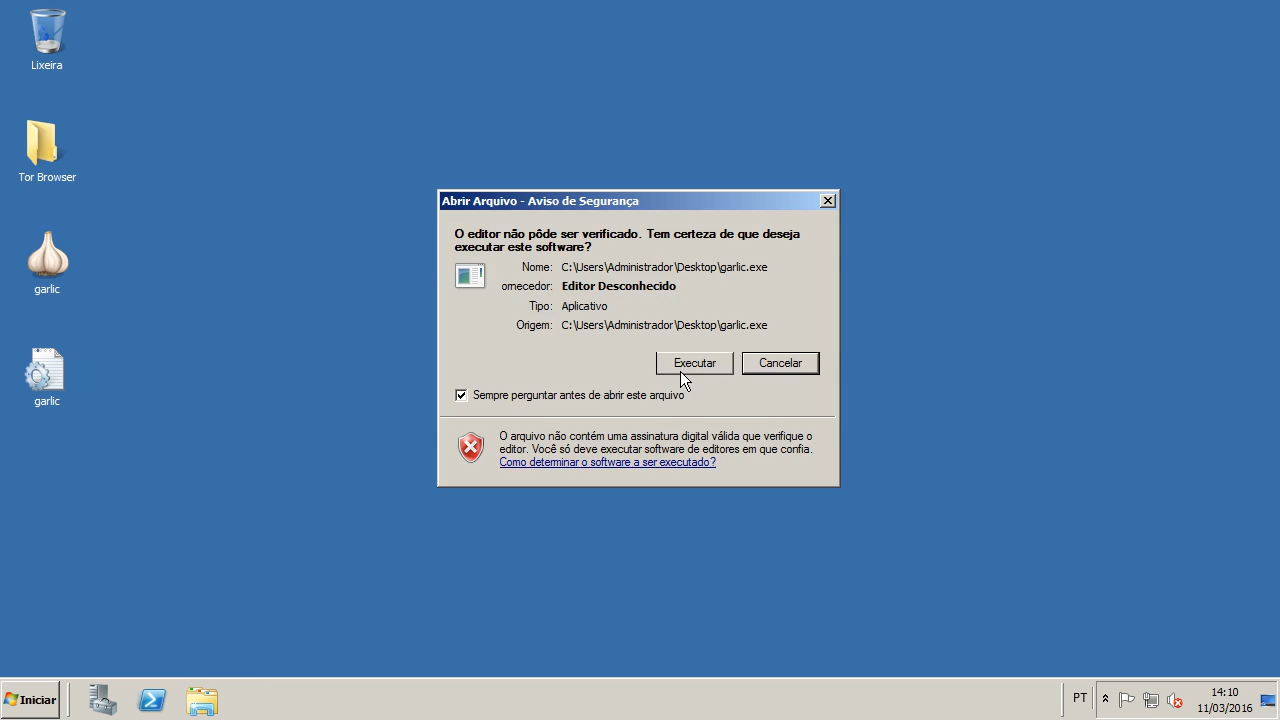 Lixeira
Tor Browser
garlic
garlic
Abrir Arquivo - Aviso de Segurança
O editor não pôde ser verificado. Tem certeza de que deseja
executar este software?
Nome: C:\Users\Administrador\Desktop\garlic.exe
ornecedor: Editor Desconhecido
Tipo: Aplicativo
Origem: C:\Users\Administrador\Desktop\garlic.exe
Executar Cancelar
Sempre perguntar antes de abrir este arquivo
O arquivo não contém uma assinatura digital válida que verifique o
editor. Você só deve executar software de editores em que confia.
Como determinar o software a ser executado?
Iniciar
PT
14:10
11/03/2016